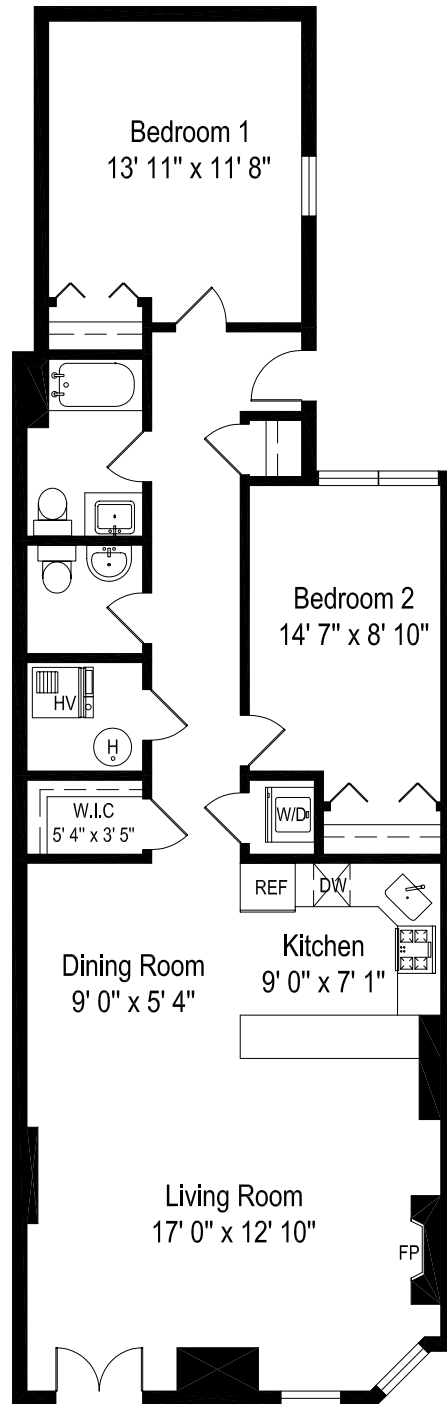 Bedroom 1
13' 11" x 11' 8"
Bedroom 2
14' 7" x 8' 10"
HV
H
W.I.C
5' 4" x 3' 5"
W/D
REF
DW
Kitchen
9' 0" x 7' 1"
Dining Room
9' 0" x 5' 4"
Living Room
17' 0" x 12' 10"
FP